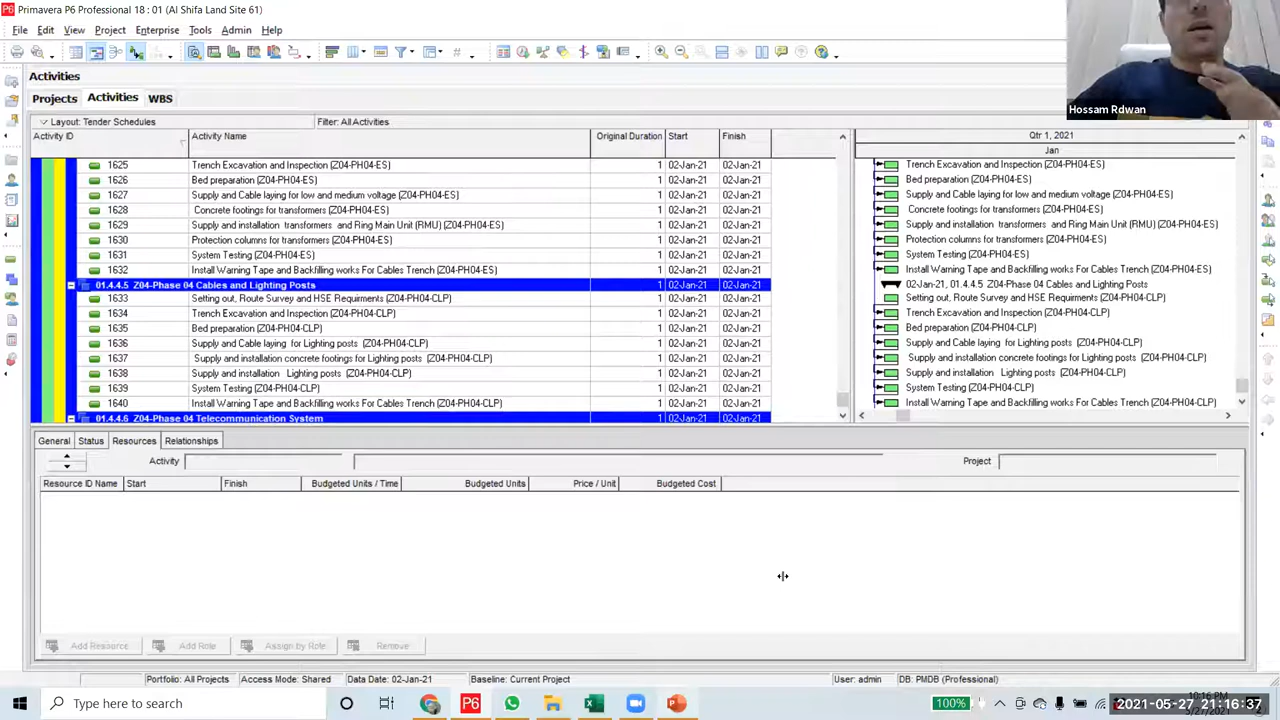 Primavera P6 Professional 18 : 01 (Al Shifa Land Site 61)
File Edit View Project Enterprise Tools Admin Help
Activities
Projects Activities WBS
Layout: Tender Schedules Filter: All Activities
Activity ID Activity Name Original Duration Start Finish Qtr 1, 2021
Jan
1625 Trench Excavation and Inspection (Z04-PH04-ES) 1 02-Jan-21 02-Jan-21 Trench Excavation and Inspection (Z04-PH04-ES)
1626 Bed preparation (Z04-PH04-ES) 1 02-Jan-21 02-Jan-21 Bed preparation (Z04-PH04-ES)
1627 Supply and Cable laying for low and medium voltage (Z04-PH04-ES) 1 02-Jan-21 02-Jan-21 Supply and Cable laying for low and medium voltage (Z04-PH04-ES)
1628 Concrete footings for transformers (Z04-PH04-ES) 1 02-Jan-21 02-Jan-21 Concrete footings for transformers (Z04-PH04-ES)
1629 Supply and installation transformers and Ring Main Unit (RMU) (Z04-PH04-ES) 1 02-Jan-21 02-Jan-21 Supply and installation transformers and Ring Main Unit (RMU) (Z04-PH04-ES)
1630 Protection columns for transformers (Z04-PH04-ES) 1 02-Jan-21 02-Jan-21 Protection columns for transformers (Z04-PH04-ES)
1631 System Testing (Z04-PH04-ES) 1 02-Jan-21 02-Jan-21 System Testing (Z04-PH04-ES)
1632 Install Warning Tape and Backfilling works For Cables Trench (Z04-PH04-ES) 1 02-Jan-21 02-Jan-21 Install Warning Tape and Backfilling works For Cables Trench (Z04-PH04-ES)
01.4.4.5 Z04-Phase 04 Cables and Lighting Posts 1 02-Jan-21 02-Jan-21 02-Jan-21, 01.4.4.5 Z04-Phase 04 Cables and Lighting Posts
1633 Setting out, Route Survey and HSE Requirments (Z04-PH04-CLP) 1 02-Jan-21 02-Jan-21 Setting out, Route Survey and HSE Requirments (Z04-PH04-CLP)
1634 Trench Excavation and Inspection (Z04-PH04-CLP) 1 02-Jan-21 02-Jan-21 Trench Excavation and Inspection (Z04-PH04-CLP)
1635 Bed preparation (Z04-PH04-CLP) 1 02-Jan-21 02-Jan-21 Bed preparation (Z04-PH04-CLP)
1636 Supply and Cable laying for Lighting posts (Z04-PH04-CLP) 1 02-Jan-21 02-Jan-21 Supply and Cable laying for Lighting posts (Z04-PH04-CLP)
1637 Supply and installation concrete footings for Lighting posts (Z04-PH04-CLP) 1 02-Jan-21 02-Jan-21 Supply and installation concrete footings for Lighting posts (Z04-PH04-CLP)
1638 Supply and installation Lighting posts (Z04-PH04-CLP) 1 02-Jan-21 02-Jan-21 Supply and installation Lighting posts (Z04-PH04-CLP)
1639 System Testing (Z04-PH04-CLP) 1 02-Jan-21 02-Jan-21 System Testing (Z04-PH04-CLP)
1640 Install Warning Tape and Backfilling works For Cables Trench (Z04-PH04-CLP) 1 02-Jan-21 02-Jan-21 Install Warning Tape and Backfilling works For Cables Trench (Z04-PH04-CLP)
01.4.4.6 Z04-Phase 04 Telecommunication System 1 02-Jan-21 02-Jan-21
General Status Resources Relationships
Activity Project
Resource ID Name Start Finish Budgeted Units / Time Budgeted Units Price / Unit Budgeted Cost
Add Resource Add Role Assign by Role Remove
Portfolio: All Projects Access Mode: Shared Data Date: 02-Jan-21 Baseline: Current Project User: admin DB: PMDB (Professional)
Type here to search 100% 10:16 PM
2021-05-27 21:16:37
Hossam Rdwan